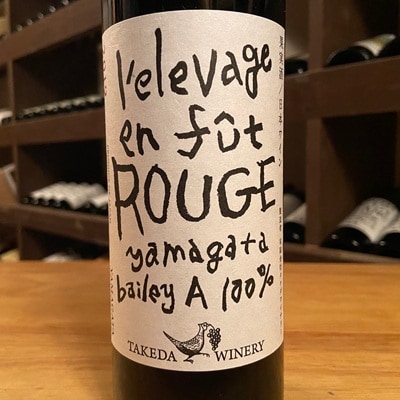 l'elevage
en fût
ROUGE
yamagata
bailey A 100%
TAKEDA WINERY